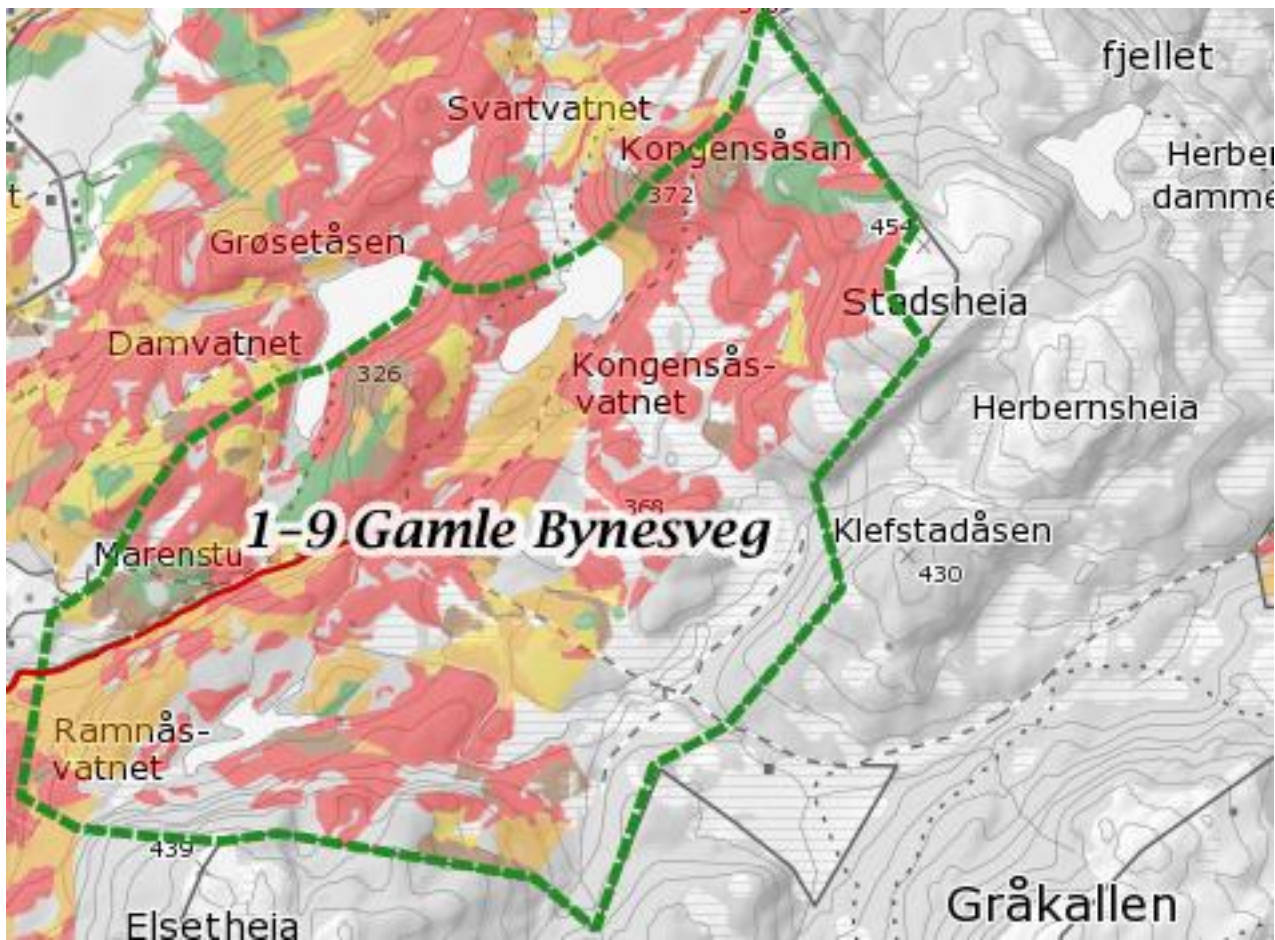 fjellet
Svartvatnet
Kongensåsan
Herber
damme
t
372
454
Grøsetåsen
Stadsheia
Damvatnet
326
Kongensås-
vatnet
Herbernsheia
368
1–9 Gamle Bynesveg
Klefstadåsen
Marenstu
430
Ramnås-
vatnet
439
Elsetheia
Gråkallen